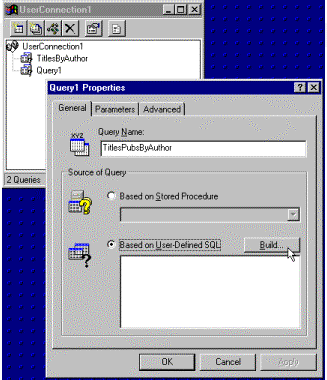 UserConnection1
UserConnection1
TitlesByAuthor
Query1
2 Queries
Query1 Properties
General
Parameters
Advanced
xyz
Query Name:
TitlesPubsByAuthor
Source of Query
Based on Stored Procedure
Based on User-Defined SQL
Build...
OK
Cancel
Apply